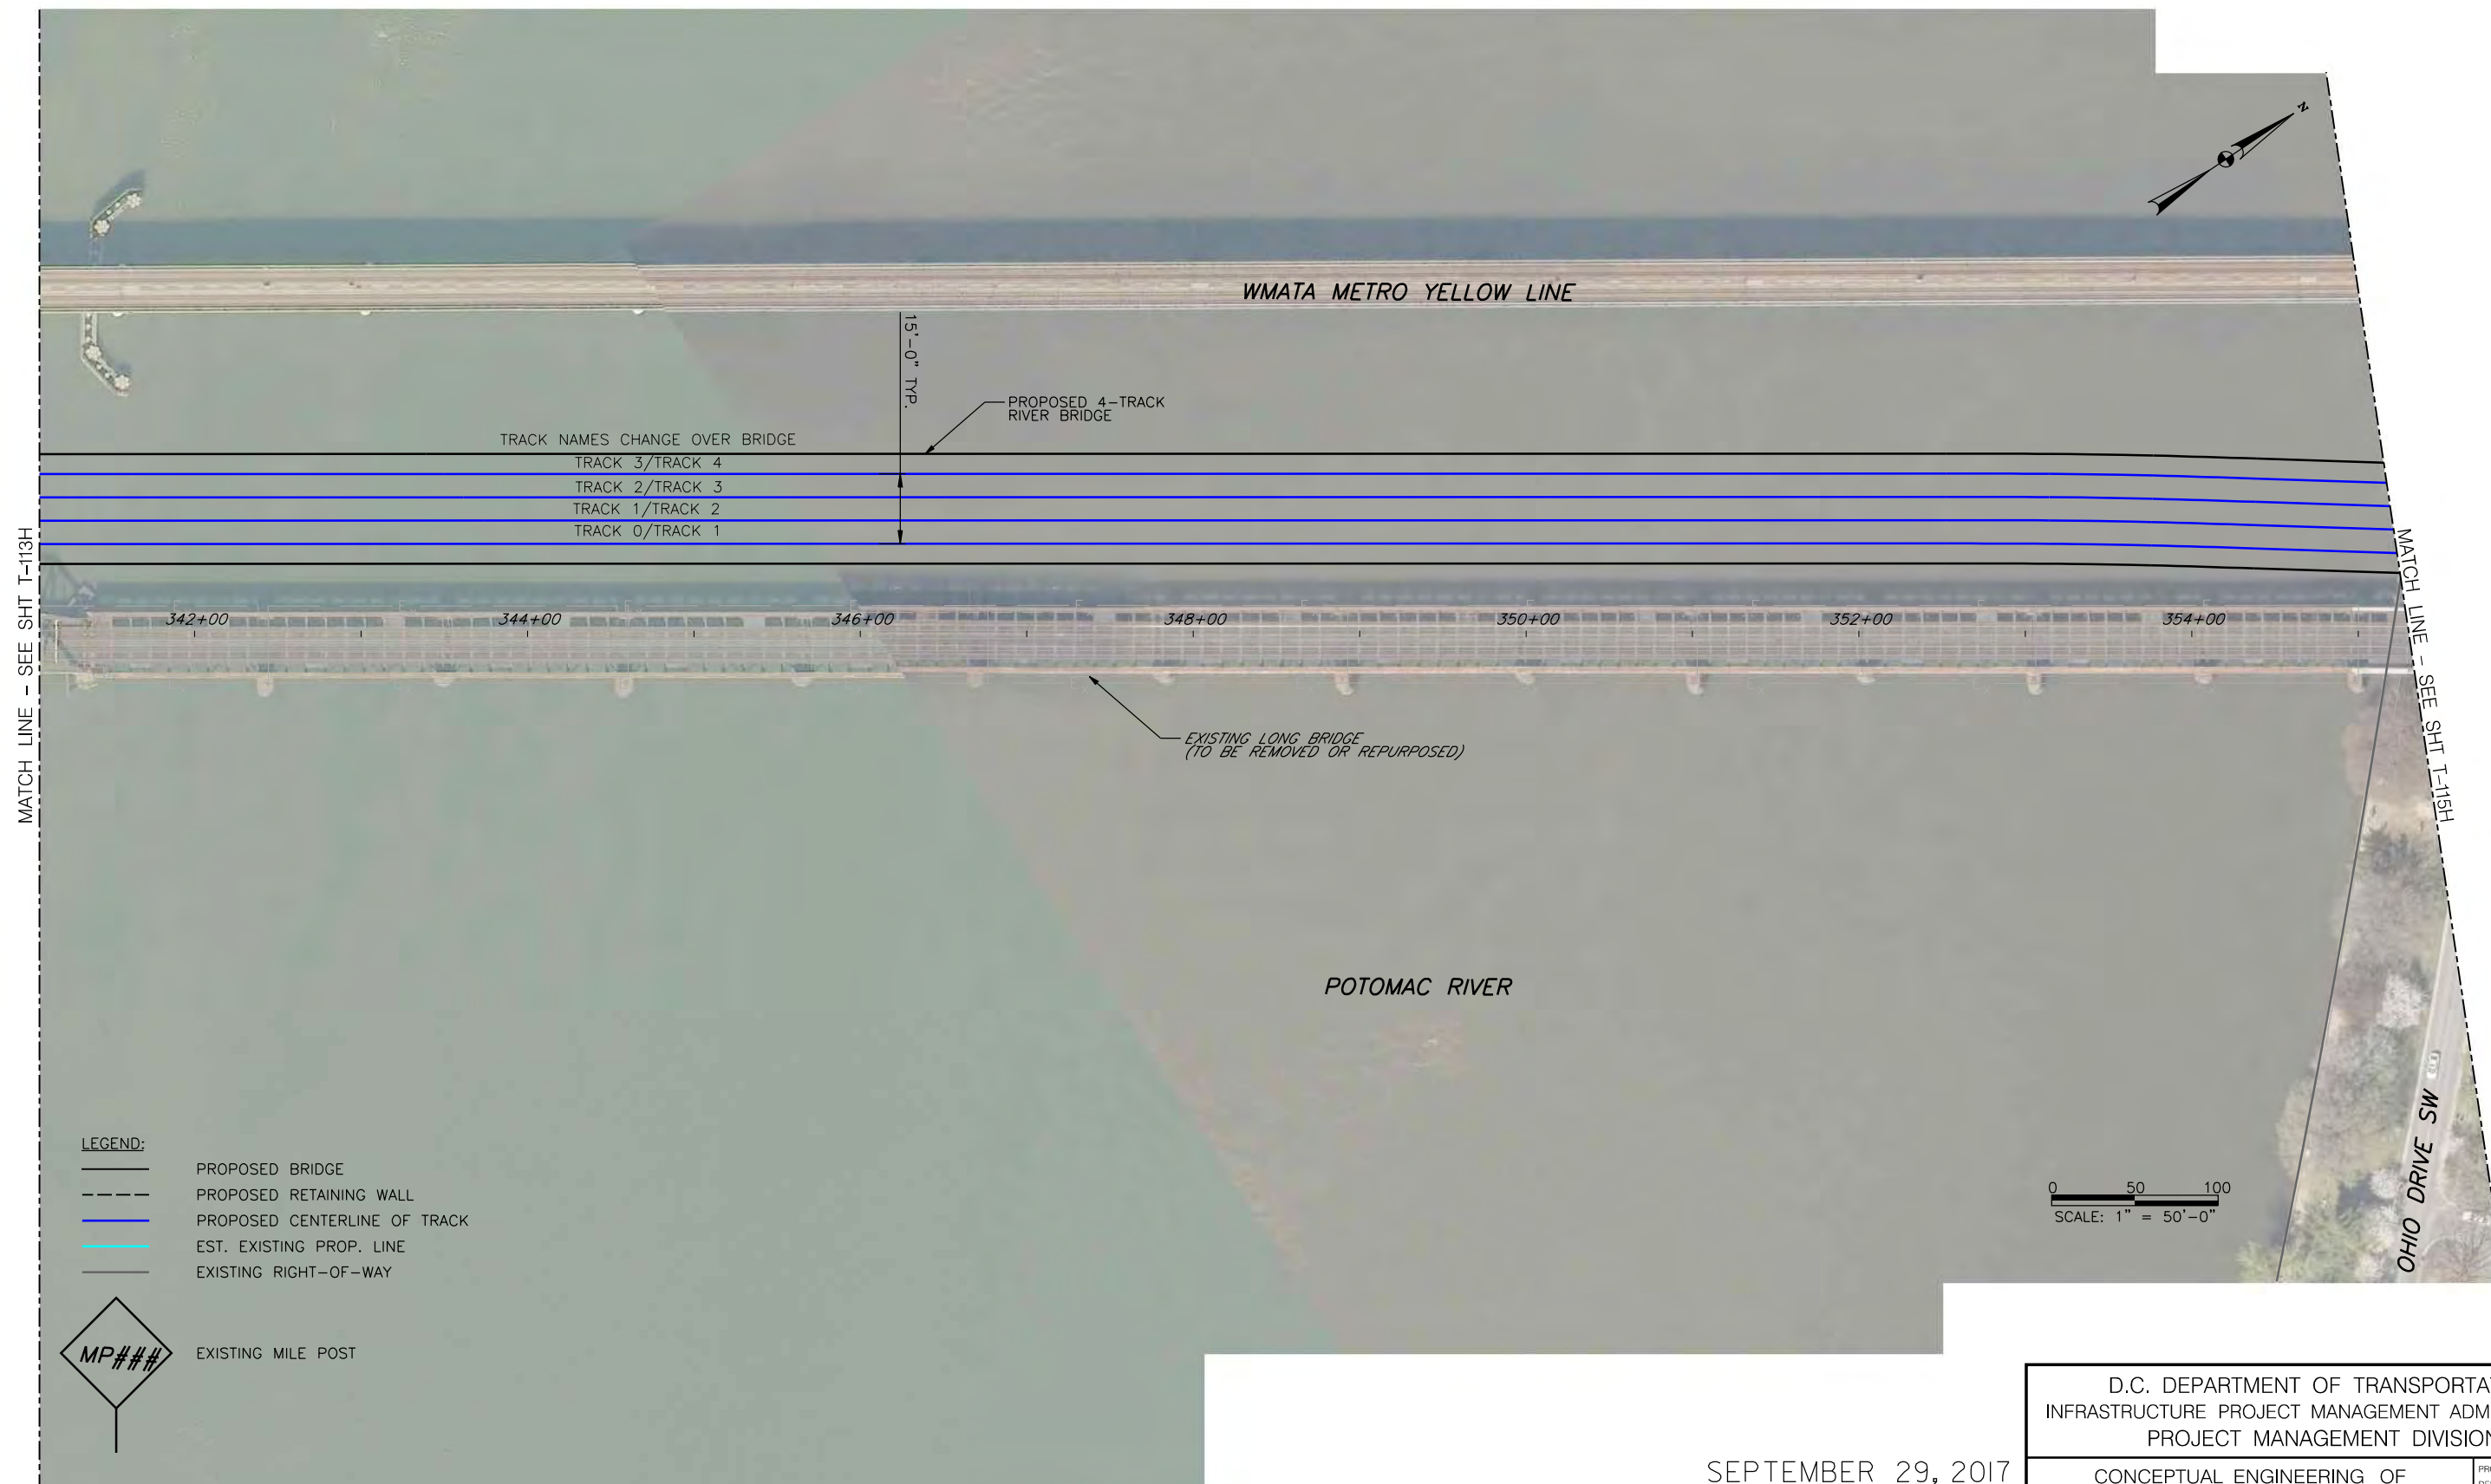 N
WMATA METRO YELLOW LINE
15'-0" TYP.
PROPOSED 4-TRACK
RIVER BRIDGE
TRACK NAMES CHANGE OVER BRIDGE
TRACK 3/TRACK 4
TRACK 2/TRACK 3
TRACK 1/TRACK 2
TRACK 0/TRACK 1
MATCH LINE - SEE SHT T-113H
MATCH LINE - SEE SHT T-115H
342+00
344+00
346+00
348+00
350+00
352+00
354+00
EXISTING LONG BRIDGE
(TO BE REMOVED OR REPURPOSED)
POTOMAC RIVER
OHIO DRIVE SW
LEGEND:
PROPOSED BRIDGE
PROPOSED RETAINING WALL
PROPOSED CENTERLINE OF TRACK
EST. EXISTING PROP. LINE
EXISTING RIGHT-OF-WAY
MP###
EXISTING MILE POST
0 50 100
SCALE: 1" = 50'-0"
SEPTEMBER 29, 2017
D.C. DEPARTMENT OF TRANSPORTA
INFRASTRUCTURE PROJECT MANAGEMENT ADM
PROJECT MANAGEMENT DIVISION
CONCEPTUAL ENGINEERING OF